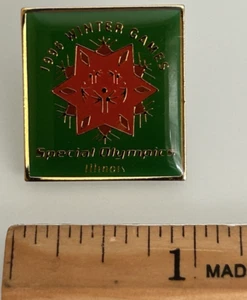 WINTER GAMES
Special Olympics
Illinois
1 MAD